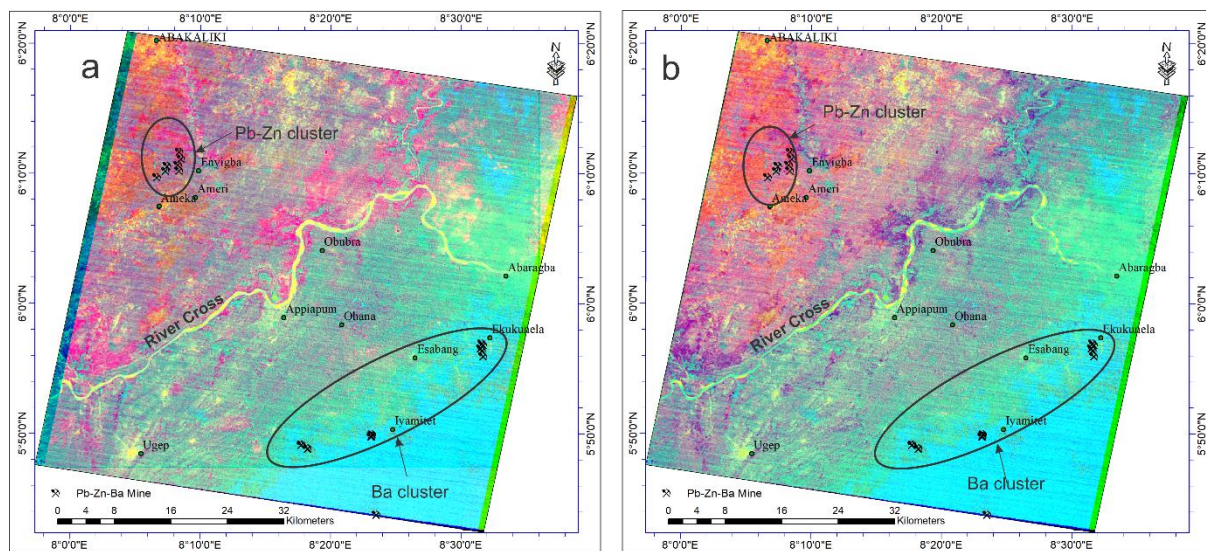 8°0'0"E 8°10'0"E 8°20'0"E 8°30'0"E
6°20'0"N
6°10'0"N
6°0'0"N
5°50'0"N
a
N
ABAKALIKI
Pb-Zn cluster
Enyigba
Ameri
Ameka
Obubra
Abaragba
River Cross
Appiapum
Ohana
Ekukunela
Esabang
Iyamitet
Ugep
Ba cluster
Pb-Zn-Ba Mine
0 4 8 16 24 32
Kilometers
8°0'0"E 8°10'0"E 8°20'0"E 8°30'0"E
6°20'0"N
6°10'0"N
6°0'0"N
5°50'0"N
b
N
ABAKALIKI
Pb-Zn cluster
Enyigba
Ameri
Ameka
Obubra
Abaragba
River Cross
Appiapum
Ohana
Ekukunela
Esabang
Iyamitet
Ugep
Ba cluster
Pb-Zn-Ba Mine
0 4 8 16 24 32
Kilometers